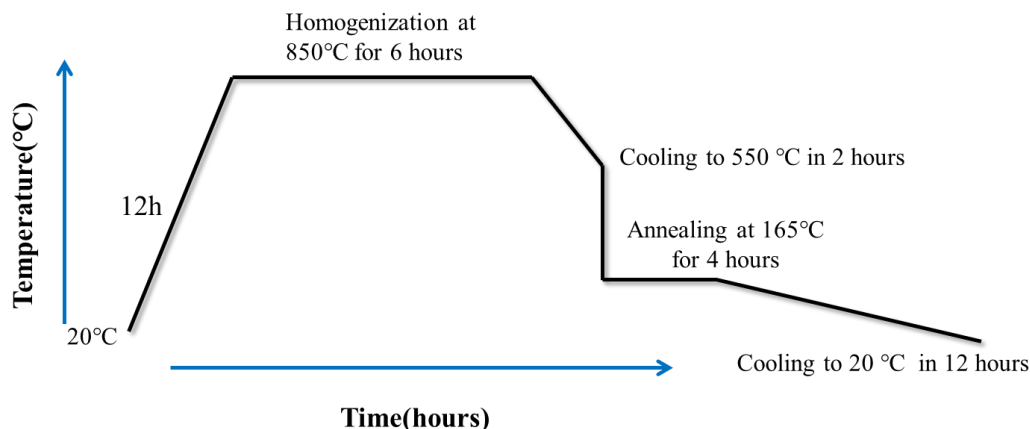 Homogenization at
850℃ for 6 hours
Temperature(℃)
12h
Cooling to 550 ℃ in 2 hours
Annealing at 165℃
for 4 hours
20℃
Cooling to 20 ℃ in 12 hours
Time(hours)